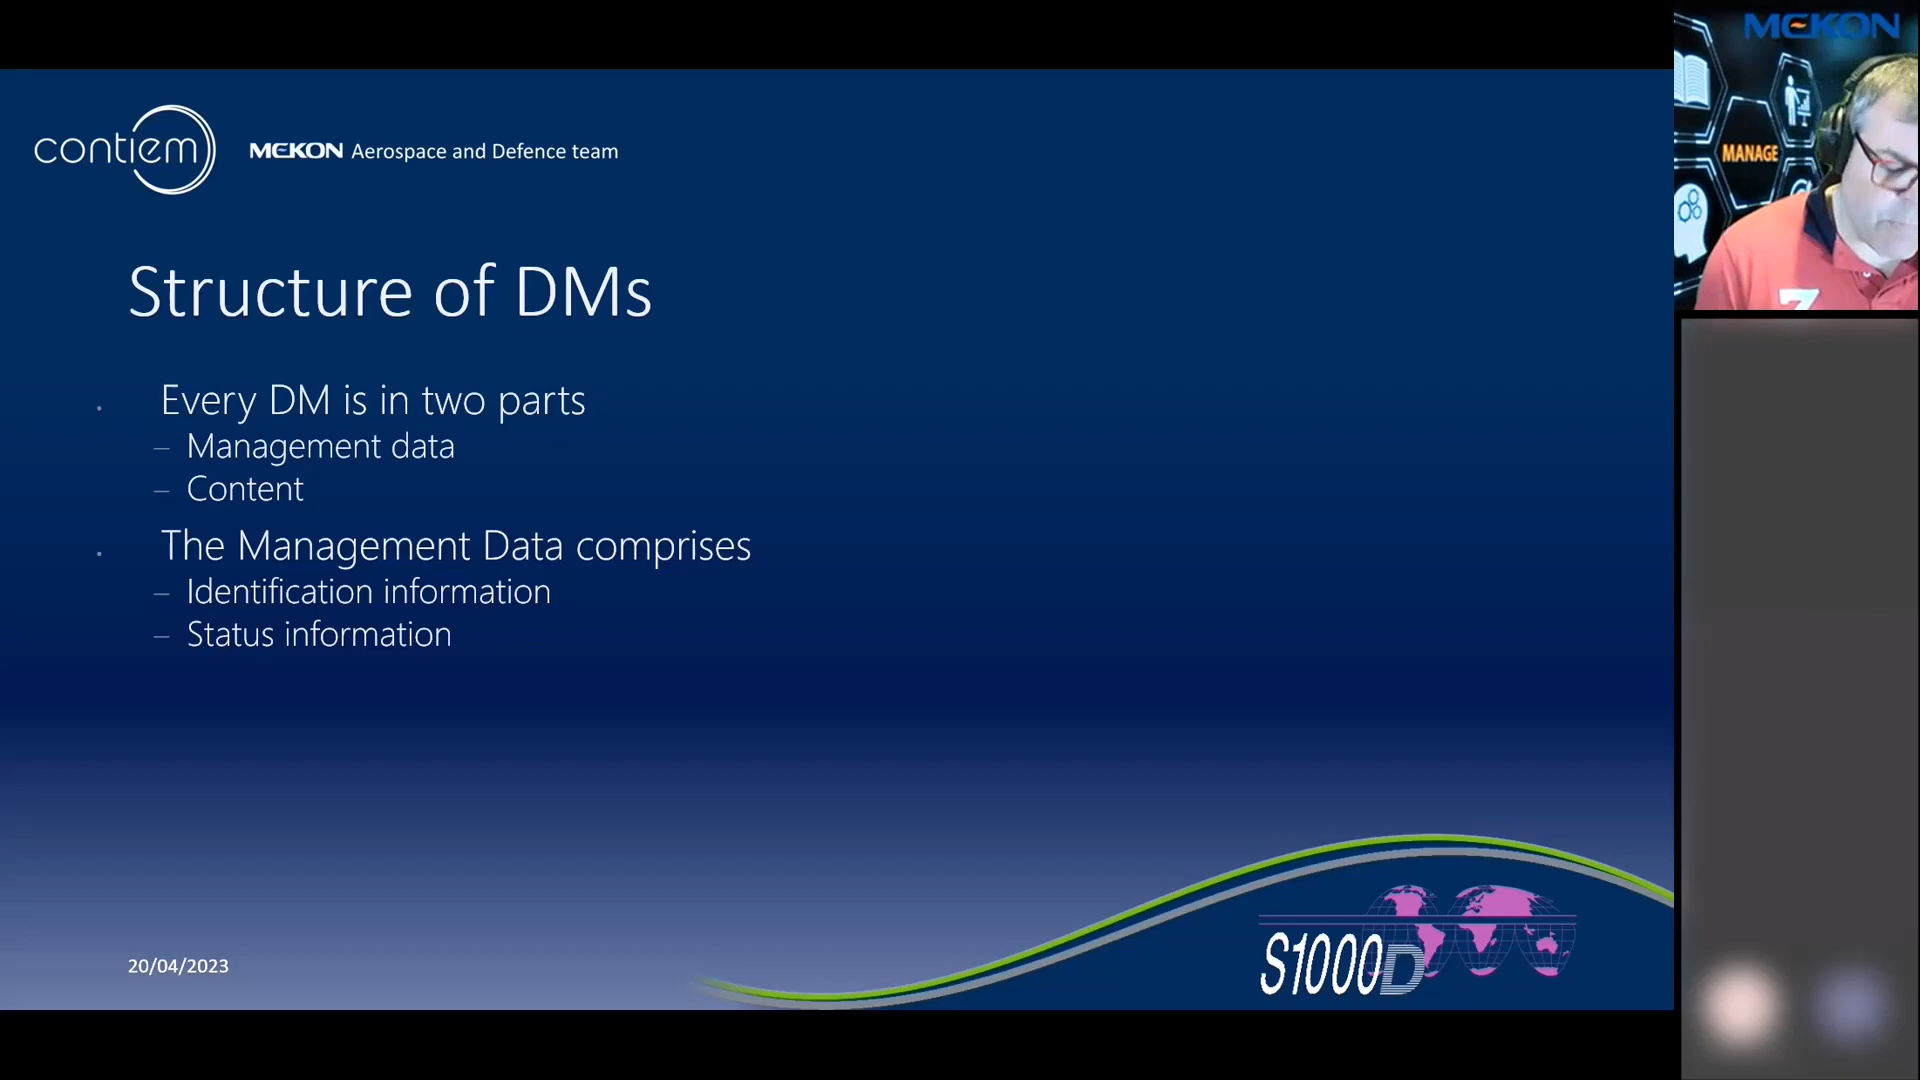 contiem
MEKON Aerospace and Defence team
Structure of DMs
Every DM is in two parts
– Management data
– Content
The Management Data comprises
– Identification information
– Status information
20/04/2023
S1000D
MEKON
MANAGE
7